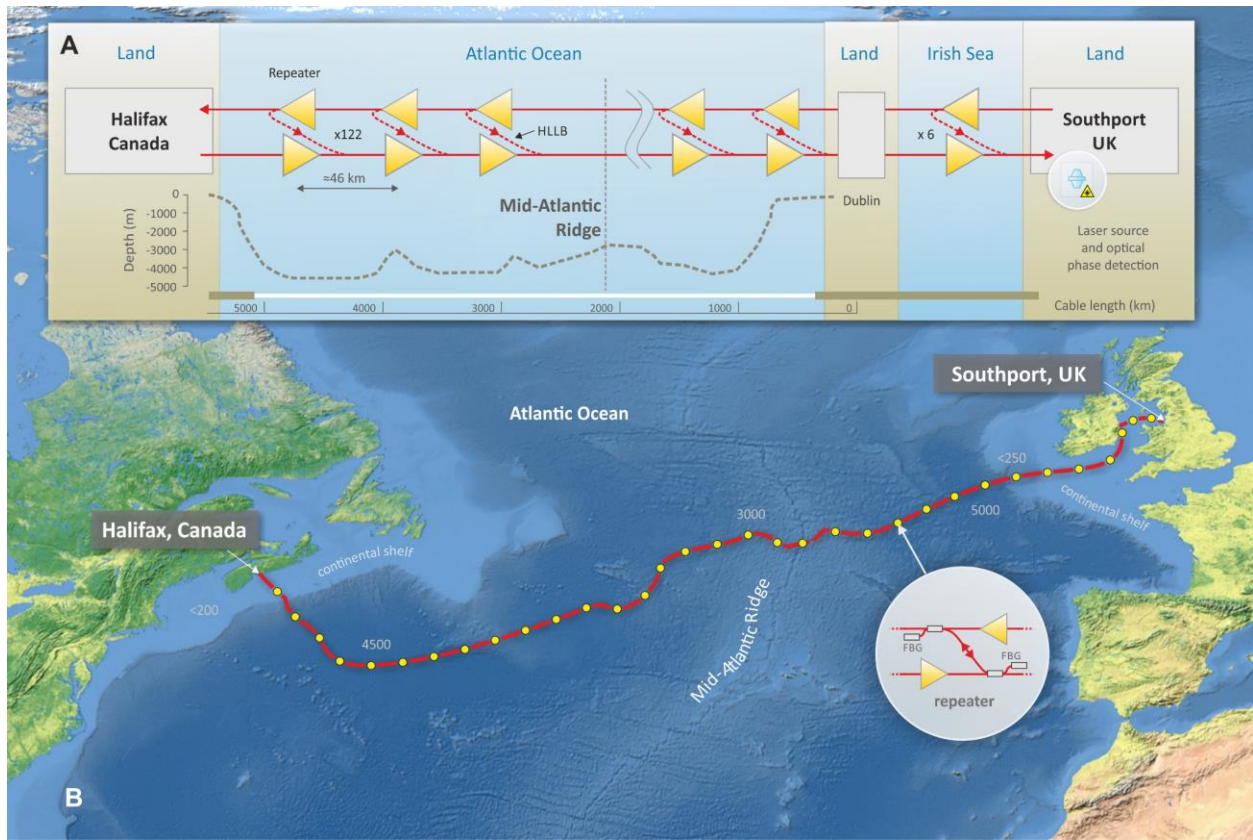 A
Land
Atlantic Ocean
Land
Irish Sea
Land
Repeater
Halifax
Canada
x122
HLLB
x 6
Southport
UK
≈46 km
Mid-Atlantic
Ridge
Dublin
Laser source
and optical
phase detection
Depth (m)
0
-1000
-2000
-3000
-4000
-5000
5000
4000
3000
2000
1000
0
Cable length (km)
Southport, UK
Atlantic Ocean
<250
continental shelf
5000
3000
Halifax, Canada
continental shelf
<200
4500
Mid-Atlantic Ridge
FBG
FBG
repeater
B